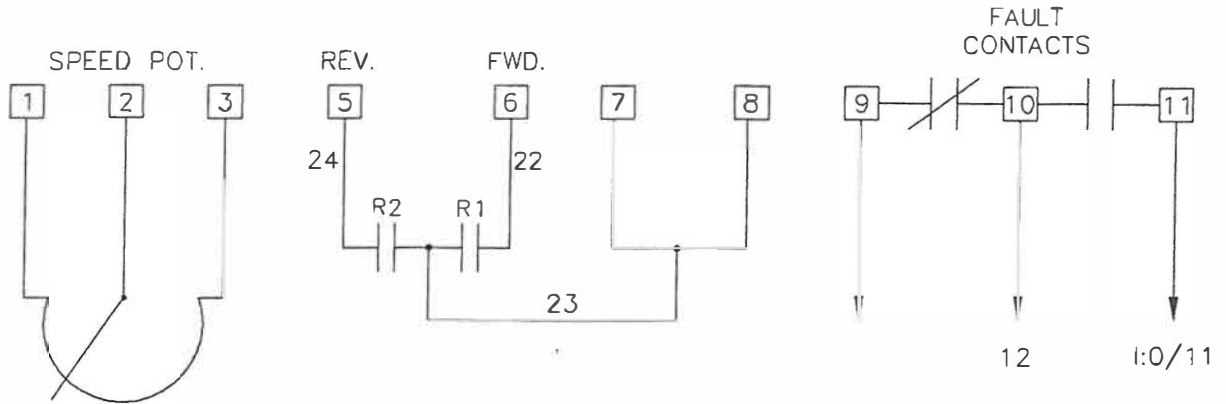 FAULT
CONTACTS
SPEED POT.
REV.
FWD.
1
2
3
5
6
7
8
9
10
11
24
22
R2
R1
23
12
I:0/11